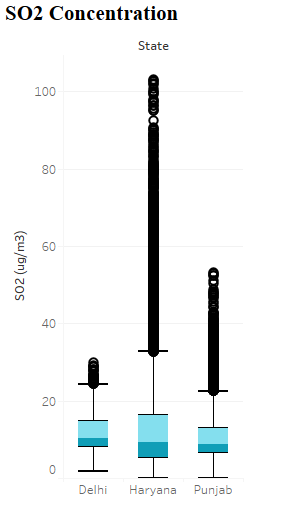 SO2 Concentration
State
100
80
60
40
20
0
SO2 (ug/m3)
Delhi Haryana Punjab